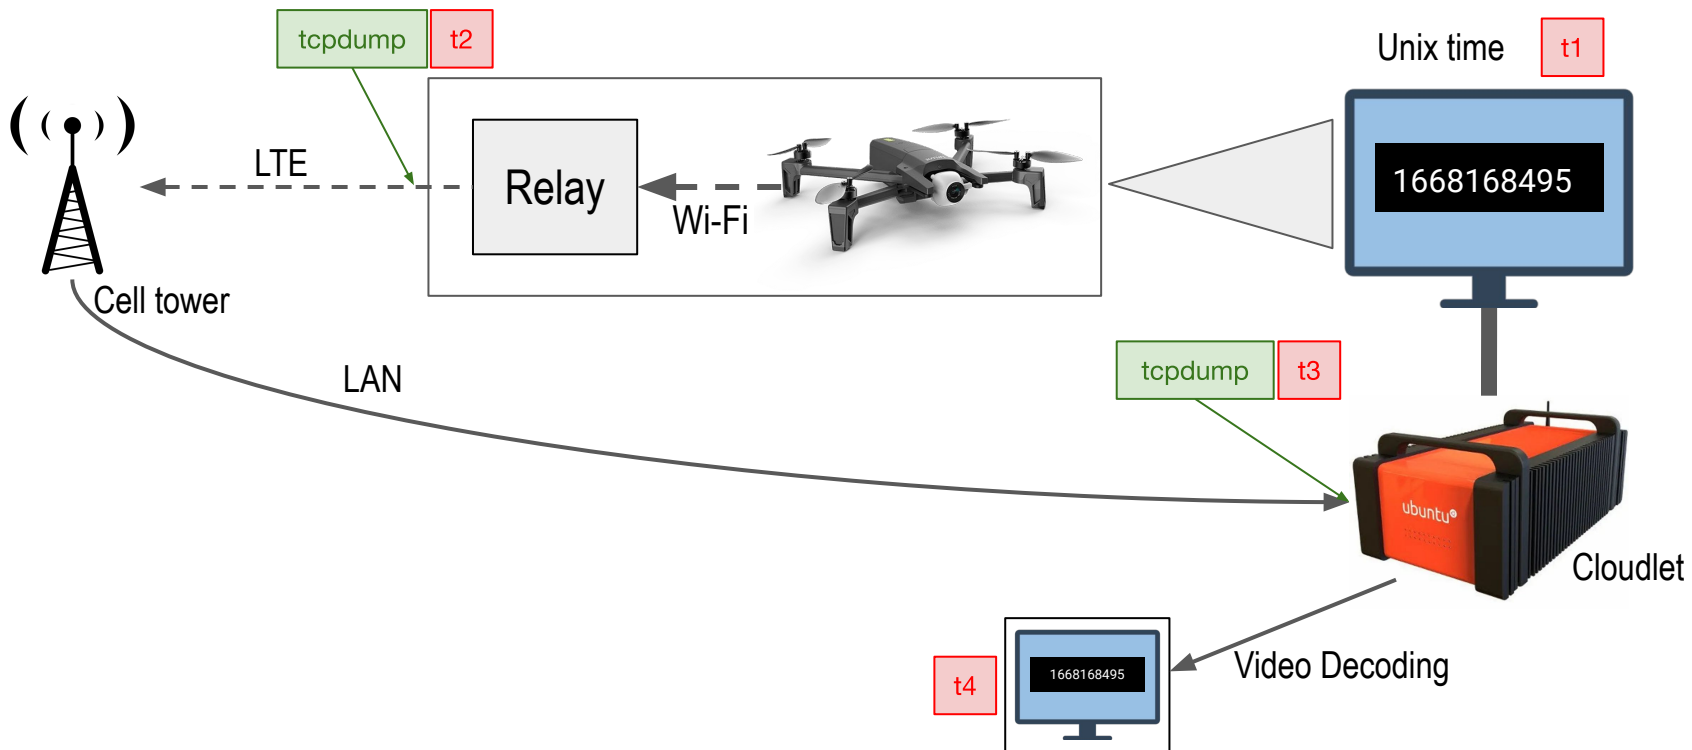 tcpdump
t2
Unix time
t1
1668168495
LTE
Relay
Wi-Fi
Cell tower
LAN
tcpdump
t3
ubuntu®
Cloudlet
Video Decoding
t4
1668168495